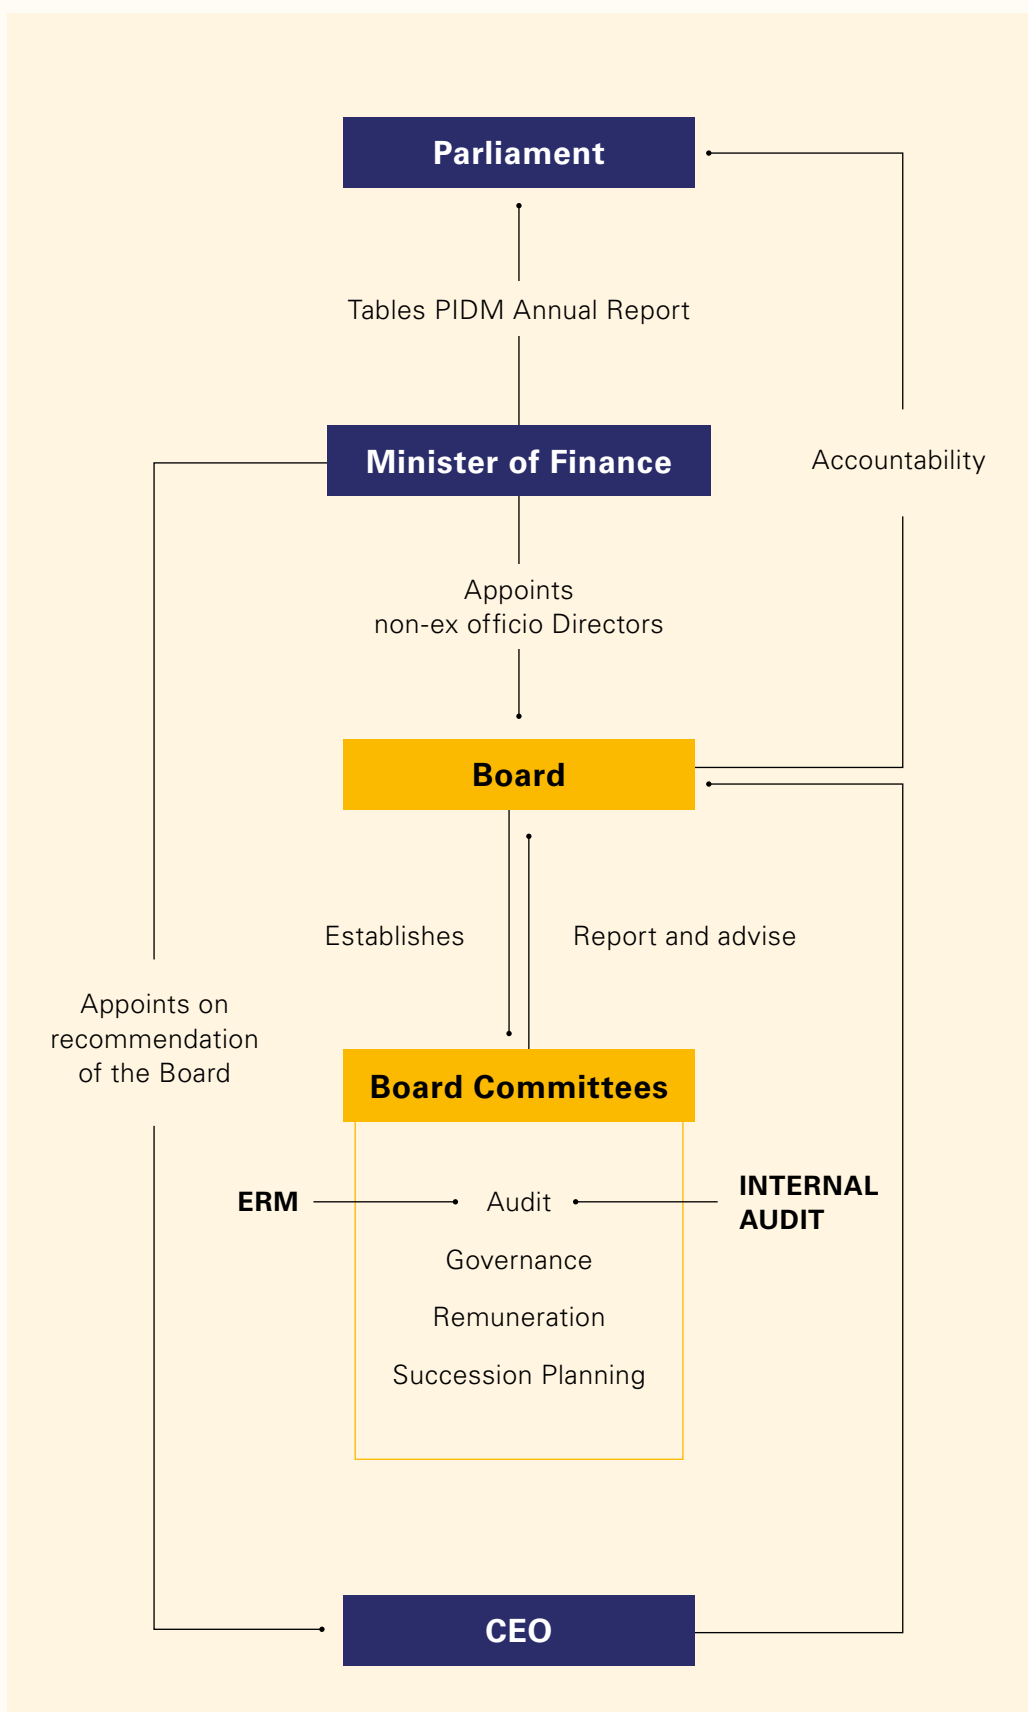 Parliament
Tables PIDM Annual Report
Minister of Finance
Accountability
Appoints
non-ex officio Directors
Board
Establishes
Report and advise
Appoints on
recommendation
of the Board
Board Committees
ERM
Audit
INTERNAL
AUDIT
Governance
Remuneration
Succession Planning
CEO